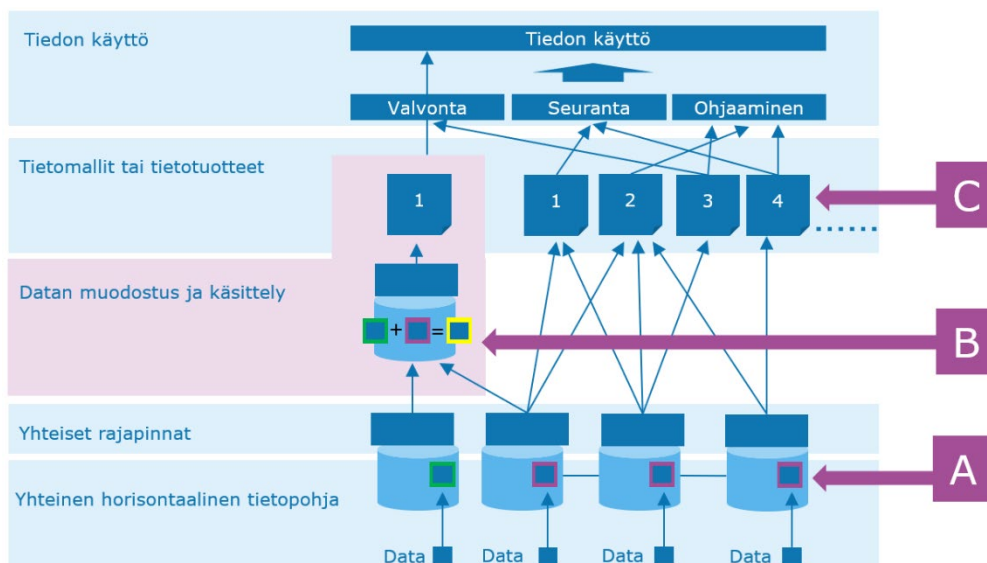 Tiedon käyttö
Tiedon käyttö
Valvonta
Seuranta
Ohjaaminen
Tietomallit tai tietotuotteet
1
1
2
3
4
C
Datan muodostus ja käsittely
+ =
B
Yhteiset rajapinnat
Yhteinen horisontaalinen tietopohja
A
Data
Data
Data
Data